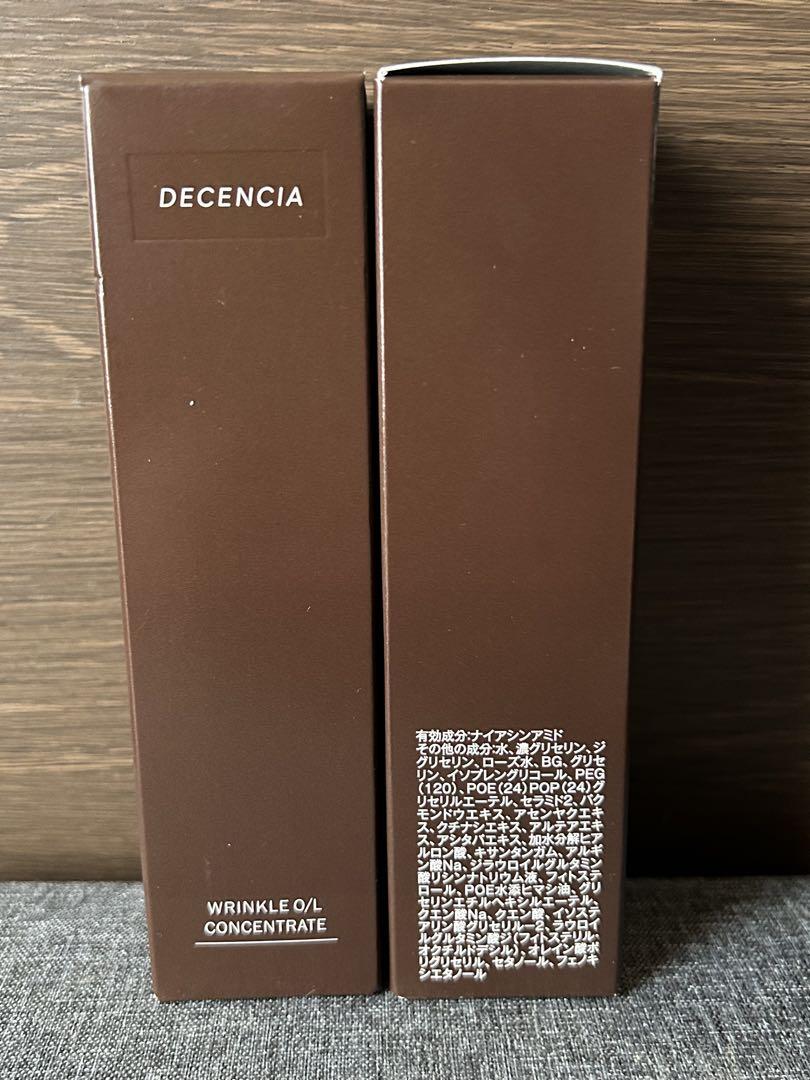 DECENCIA
WRINKLE O/L
CONCENTRATE
有効成分:ナイアシンアミド
その他の成分:水、濃グリセリン、ジ
グリセリン、ローズ水、BG、グリセ
リン、イソプレングリコール、PEG
(120)、POE(24)POP(24)グ
リセリルエーテル、セラミド2、バク
モンドウエキス、アセンヤクエキ
ス、クチナシエキス、アルテアエキ
ス、アシタバエキス、加水分解ヒア
ルロン酸、キサンタンガム、アルギ
ン酸Na、ジラウロイルグルタミン
酸リシンナトリウム液、フィトステ
ロール、POE水添ヒマシ油、グリ
セリンエチルヘキシルエーテル、
クエン酸Na、クエン酸、イソステ
アリン酸グリセリル-2、ラウロイ
ルグルタミン酸ジ(フィトステリル、
オクチルドデシル)、オレイン酸ポ
リグリセリル、セタノール、フェノキ
シエタノール